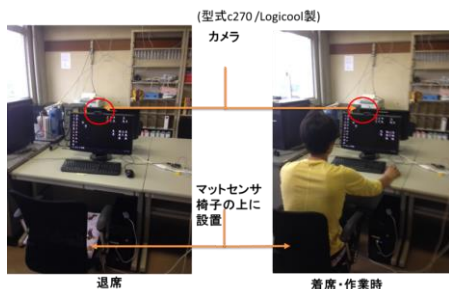 (型式c270 /Logicool製)
カメラ
マットセンサ
椅子の上に
設置
退席
着席・作業時